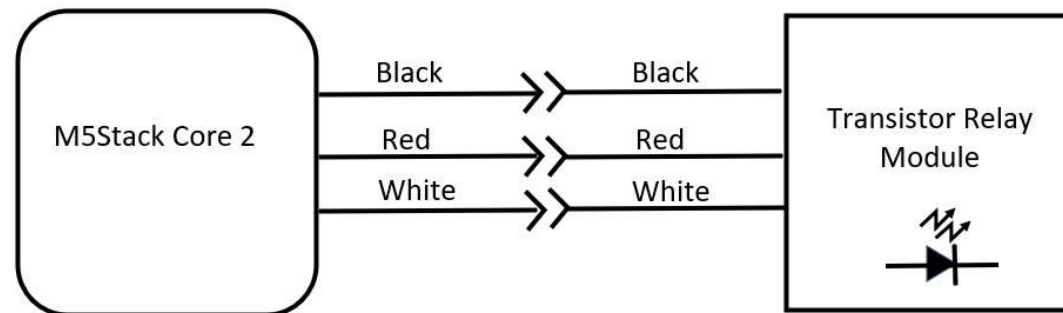 Black
Black
M5Stack Core 2
Red
Red
Transistor Relay
Module
White
White